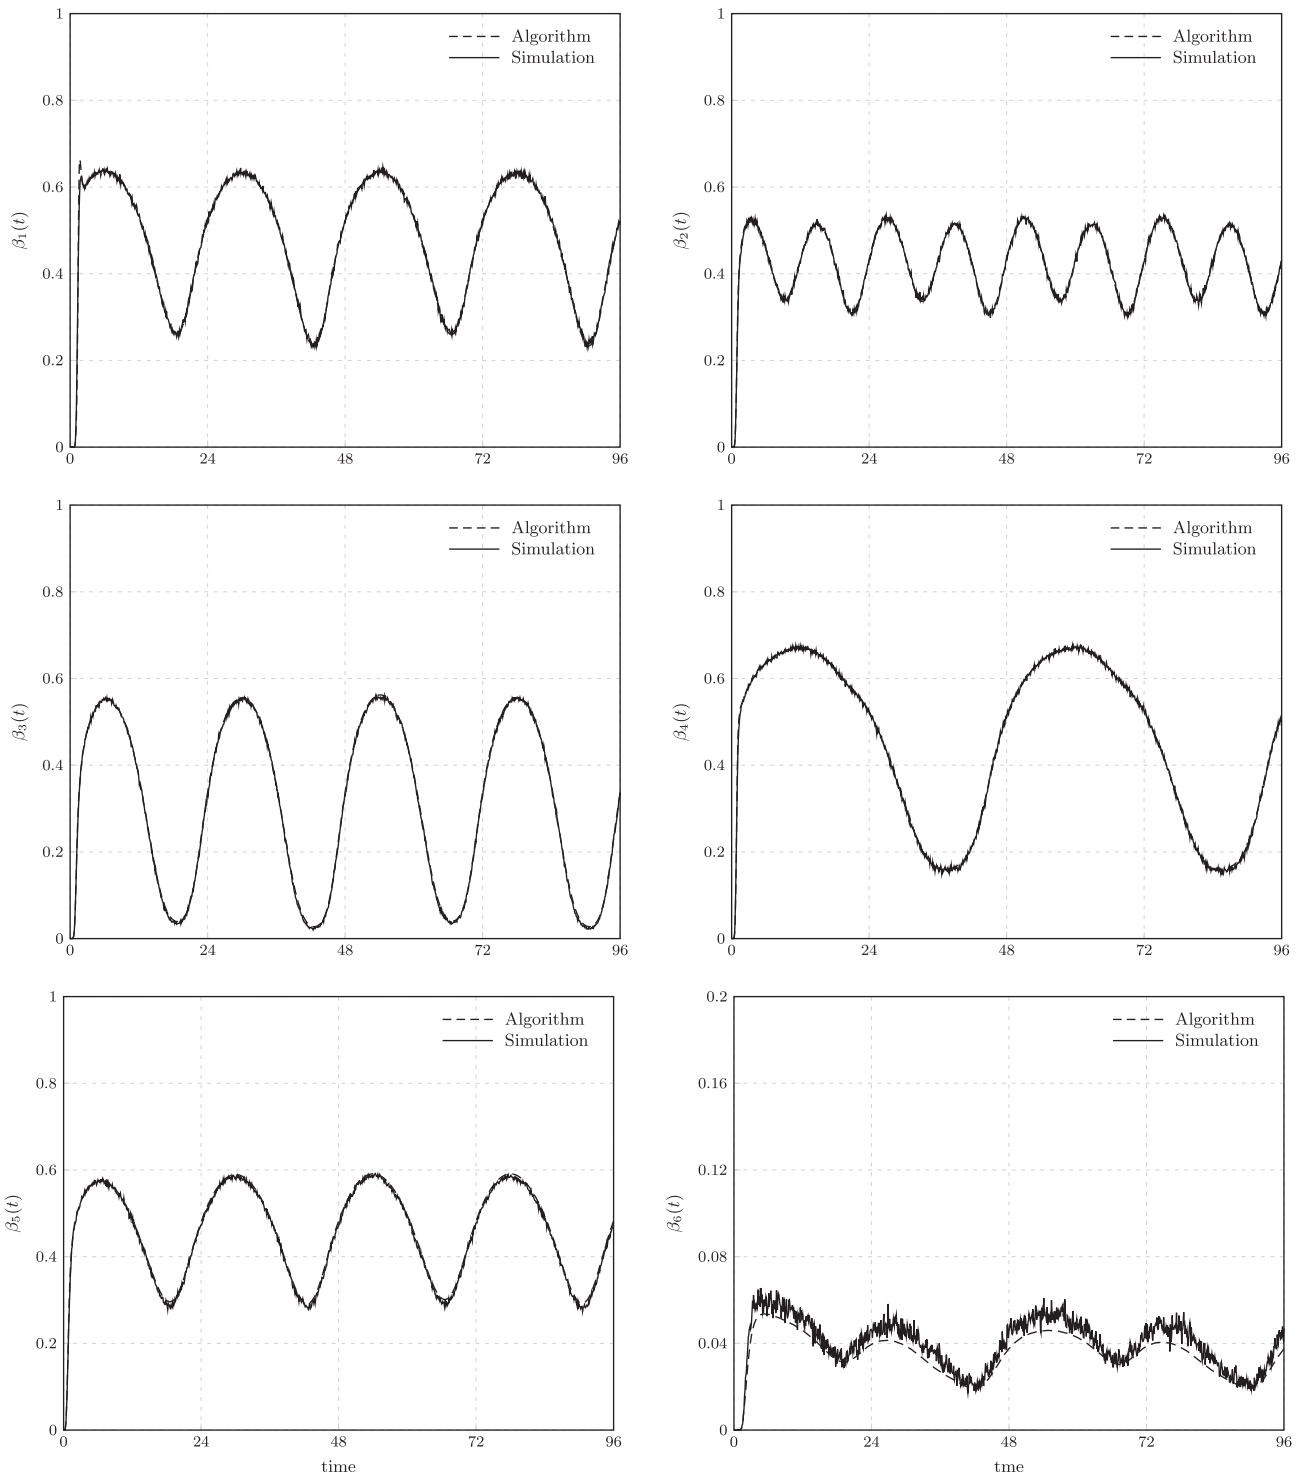 1
Algorithm
Simulation
0.8
0.6
β1(t)
0.4
0.2
0
0 24 48 72 96
1
Algorithm
Simulation
0.8
0.6
β2(t)
0.4
0.2
0
0 24 48 72 96
1
Algorithm
Simulation
0.8
0.6
β3(t)
0.4
0.2
0
0 24 48 72 96
1
Algorithm
Simulation
0.8
0.6
β4(t)
0.4
0.2
0
0 24 48 72 96
1
Algorithm
Simulation
0.8
0.6
β5(t)
0.4
0.2
0
0 24 48 72 96
time
0.2
Algorithm
Simulation
0.16
0.12
β6(t)
0.08
0.04
0
0 24 48 72 96
tme